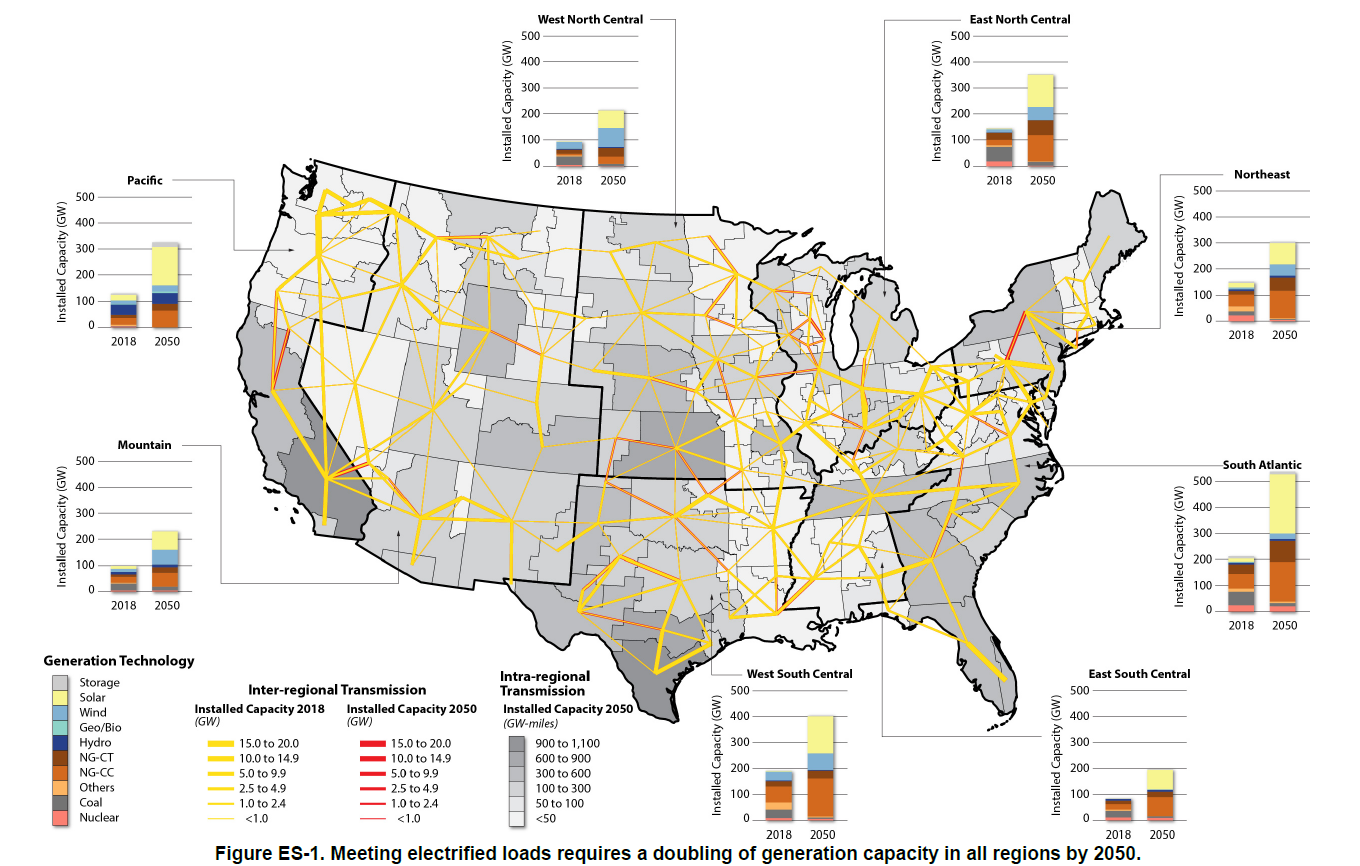 West North Central
Installed Capacity (GW)
500
400
300
200
100
0
2018 2050
East North Central
Installed Capacity (GW)
500
400
300
200
100
0
2018 2050
Pacific
Installed Capacity (GW)
500
400
300
200
100
0
2018 2050
Northeast
Installed Capacity (GW)
500
400
300
200
100
0
2018 2050
Mountain
Installed Capacity (GW)
500
400
300
200
100
0
2018 2050
South Atlantic
Installed Capacity (GW)
500
400
300
200
100
0
2018 2050
West South Central
Installed Capacity (GW)
500
400
300
200
100
0
2018 2050
East South Central
Installed Capacity (GW)
500
400
300
200
100
0
2018 2050
Generation Technology
Storage
Solar
Wind
Geo/Bio
Hydro
NG-CT
NG-CC
Others
Coal
Nuclear
Inter-regional Transmission
Installed Capacity 2018
(GW)
15.0 to 20.0
10.0 to 14.9
5.0 to 9.9
2.5 to 4.9
1.0 to 2.4
<1.0
Installed Capacity 2050
(GW)
15.0 to 20.0
10.0 to 14.9
5.0 to 9.9
2.5 to 4.9
1.0 to 2.4
<1.0
Intra-regional
Transmission
Installed Capacity 2050
(GW-miles)
900 to 1,100
600 to 900
300 to 600
100 to 300
50 to 100
<50
Figure ES-1. Meeting electrified loads requires a doubling of generation capacity in all regions by 2050.